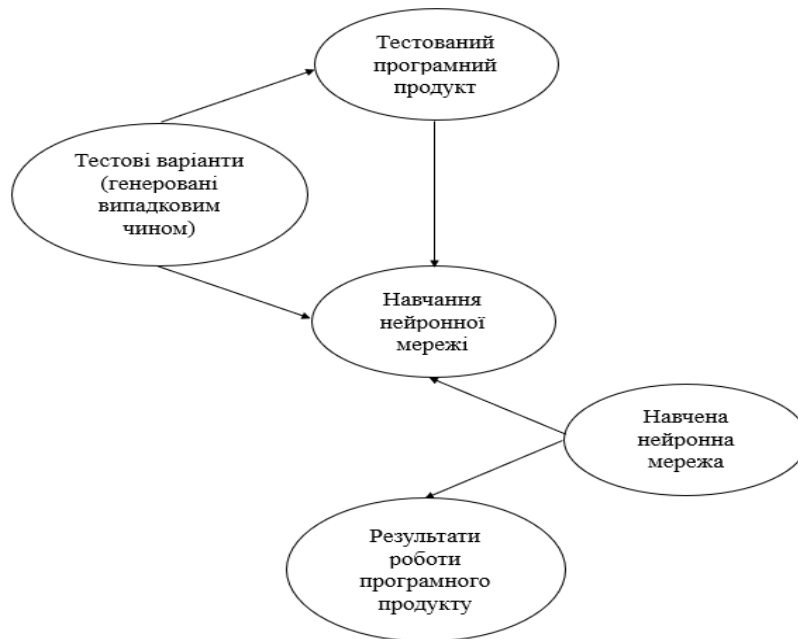 Тестований
програмний
продукт
Тестові варіанти
(генеровані
випадковим
чином)
Навчання
нейронної
мережі
Навчена
нейронна
мережа
Результати
роботи
програмного
продукту